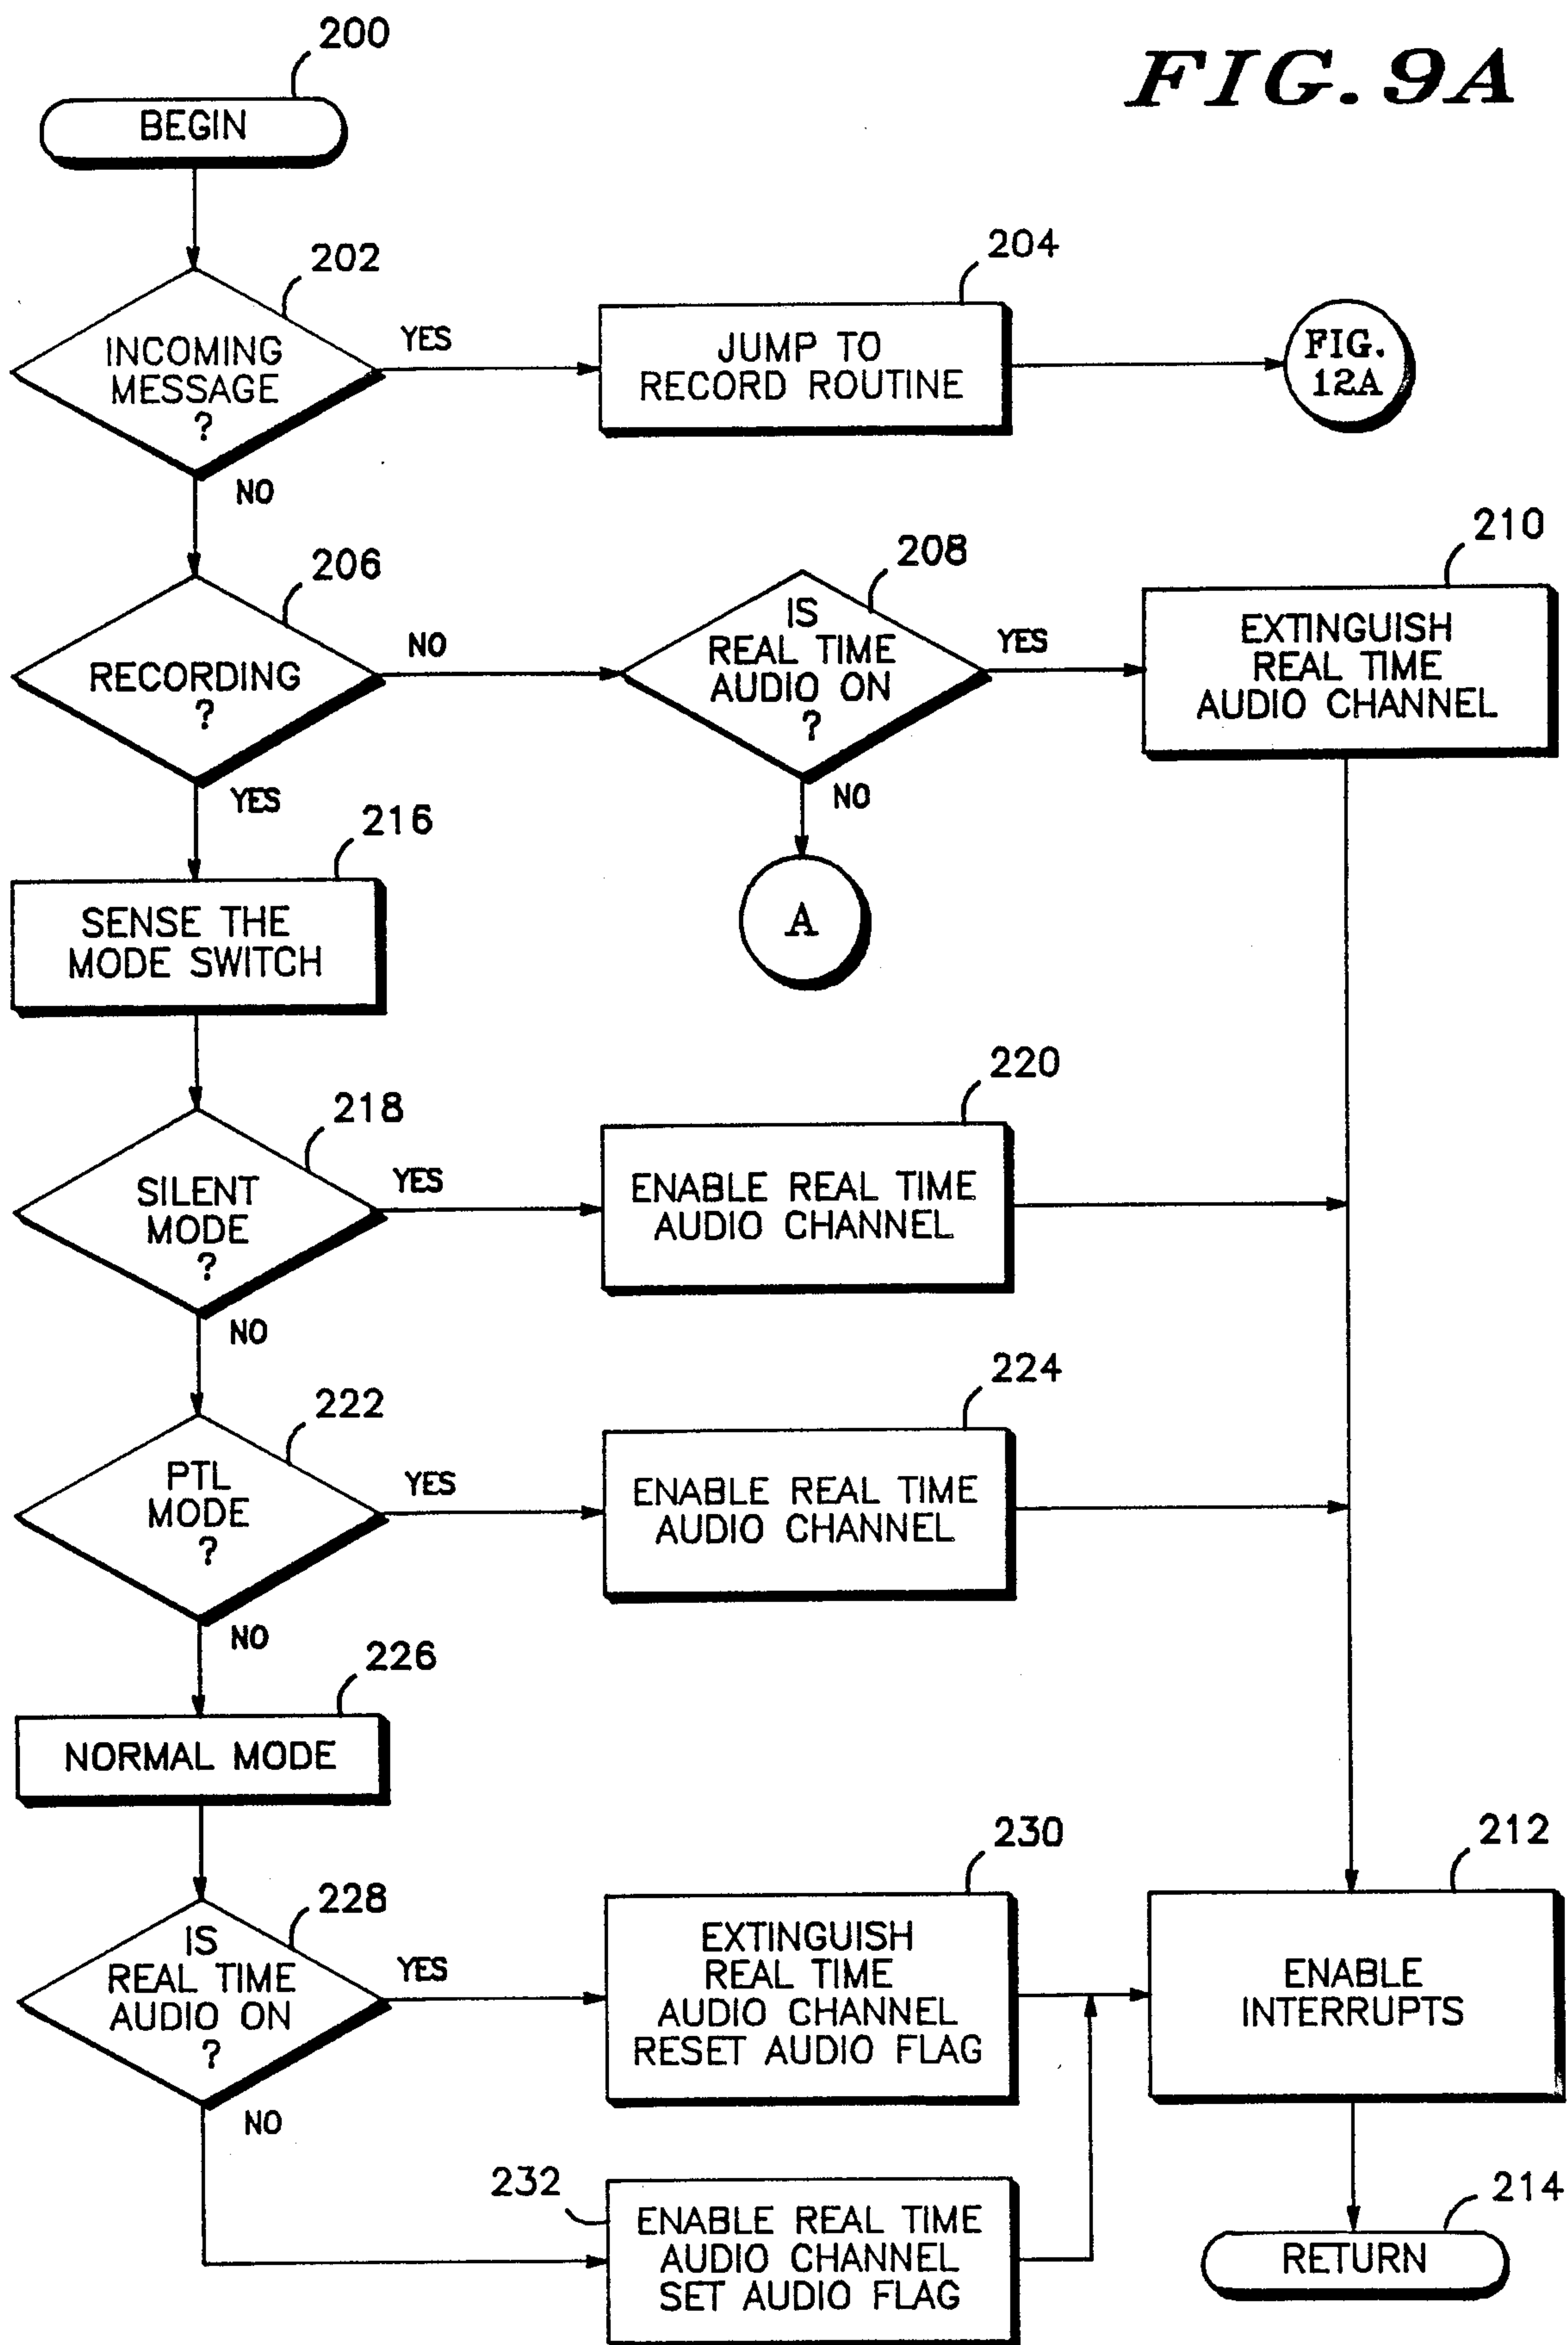 FIG. 9A
200
BEGIN
202
INCOMING
MESSAGE
?
YES
NO
204
JUMP TO
RECORD ROUTINE
FIG.
12A
206
RECORDING
?
NO
YES
208
IS
REAL TIME
AUDIO ON
?
YES
NO
A
210
EXTINGUISH
REAL TIME
AUDIO CHANNEL
216
SENSE THE
MODE SWITCH
218
SILENT
MODE
?
YES
NO
220
ENABLE REAL TIME
AUDIO CHANNEL
222
PTL
MODE
?
YES
NO
224
ENABLE REAL TIME
AUDIO CHANNEL
226
NORMAL MODE
228
IS
REAL TIME
AUDIO ON
?
YES
NO
230
EXTINGUISH
REAL TIME
AUDIO CHANNEL
RESET AUDIO FLAG
212
ENABLE
INTERRUPTS
232
ENABLE REAL TIME
AUDIO CHANNEL
SET AUDIO FLAG
214
RETURN